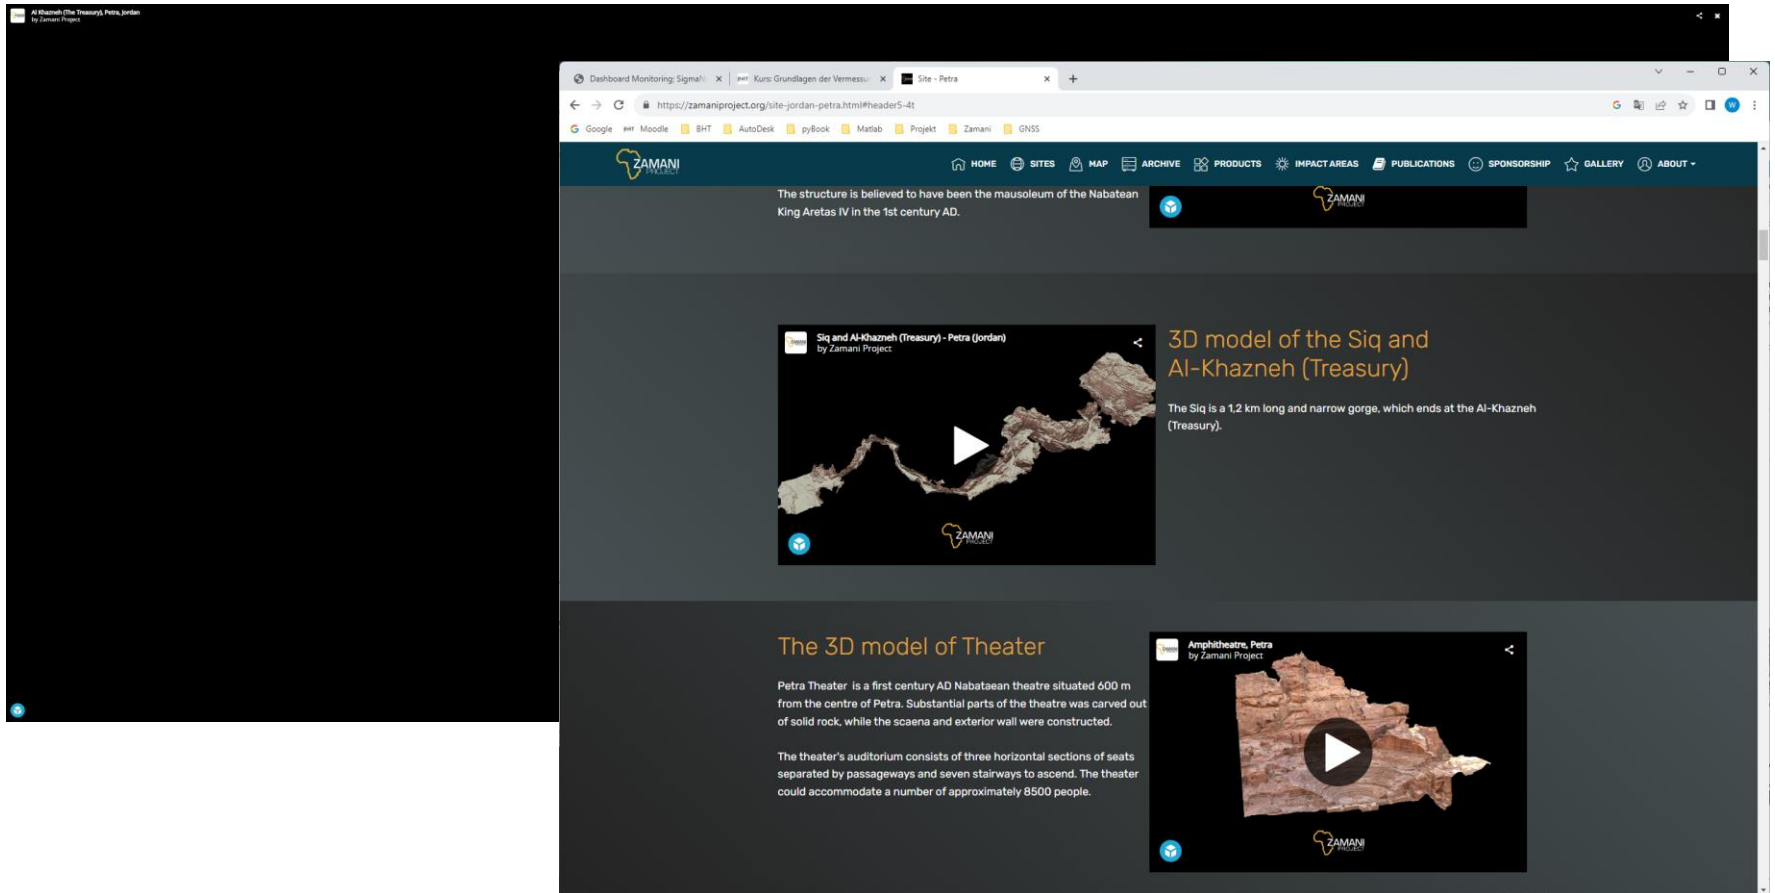 Al Khazneh (The Treasury), Petra, Jordan
by Zamani Project
Dashboard Monitoring: SigmaN
Kurs: Grundlagen der Vermessur
Site - Petra
https://zamaniproject.org/site-jordan-petra.html#header5-4t
Google
Moodle
BHT
AutoDesk
pyBook
Matlab
Projekt
Zamani
GNSS
ZAMANI
PROJECT
HOME
SITES
MAP
ARCHIVE
PRODUCTS
IMPACT AREAS
PUBLICATIONS
SPONSORSHIP
GALLERY
ABOUT
The structure is believed to have been the mausoleum of the Nabatean
King Aretas IV in the 1st century AD.
ZAMANI
PROJECT
Siq and Al-Khazneh (Treasury) - Petra (Jordan)
by Zamani Project
ZAMANI
PROJECT
3D model of the Siq and
Al-Khazneh (Treasury)
The Siq is a 1,2 km long and narrow gorge, which ends at the Al-Khazneh
(Treasury).
The 3D model of Theater
Petra Theater is a first century AD Nabataean theatre situated 600 m
from the centre of Petra. Substantial parts of the theatre was carved out
of solid rock, while the scaena and exterior wall were constructed.
The theater's auditorium consists of three horizontal sections of seats
separated by passageways and seven stairways to ascend. The theater
could accommodate a number of approximately 8500 people.
Amphitheatre, Petra
by Zamani Project
ZAMANI
PROJECT